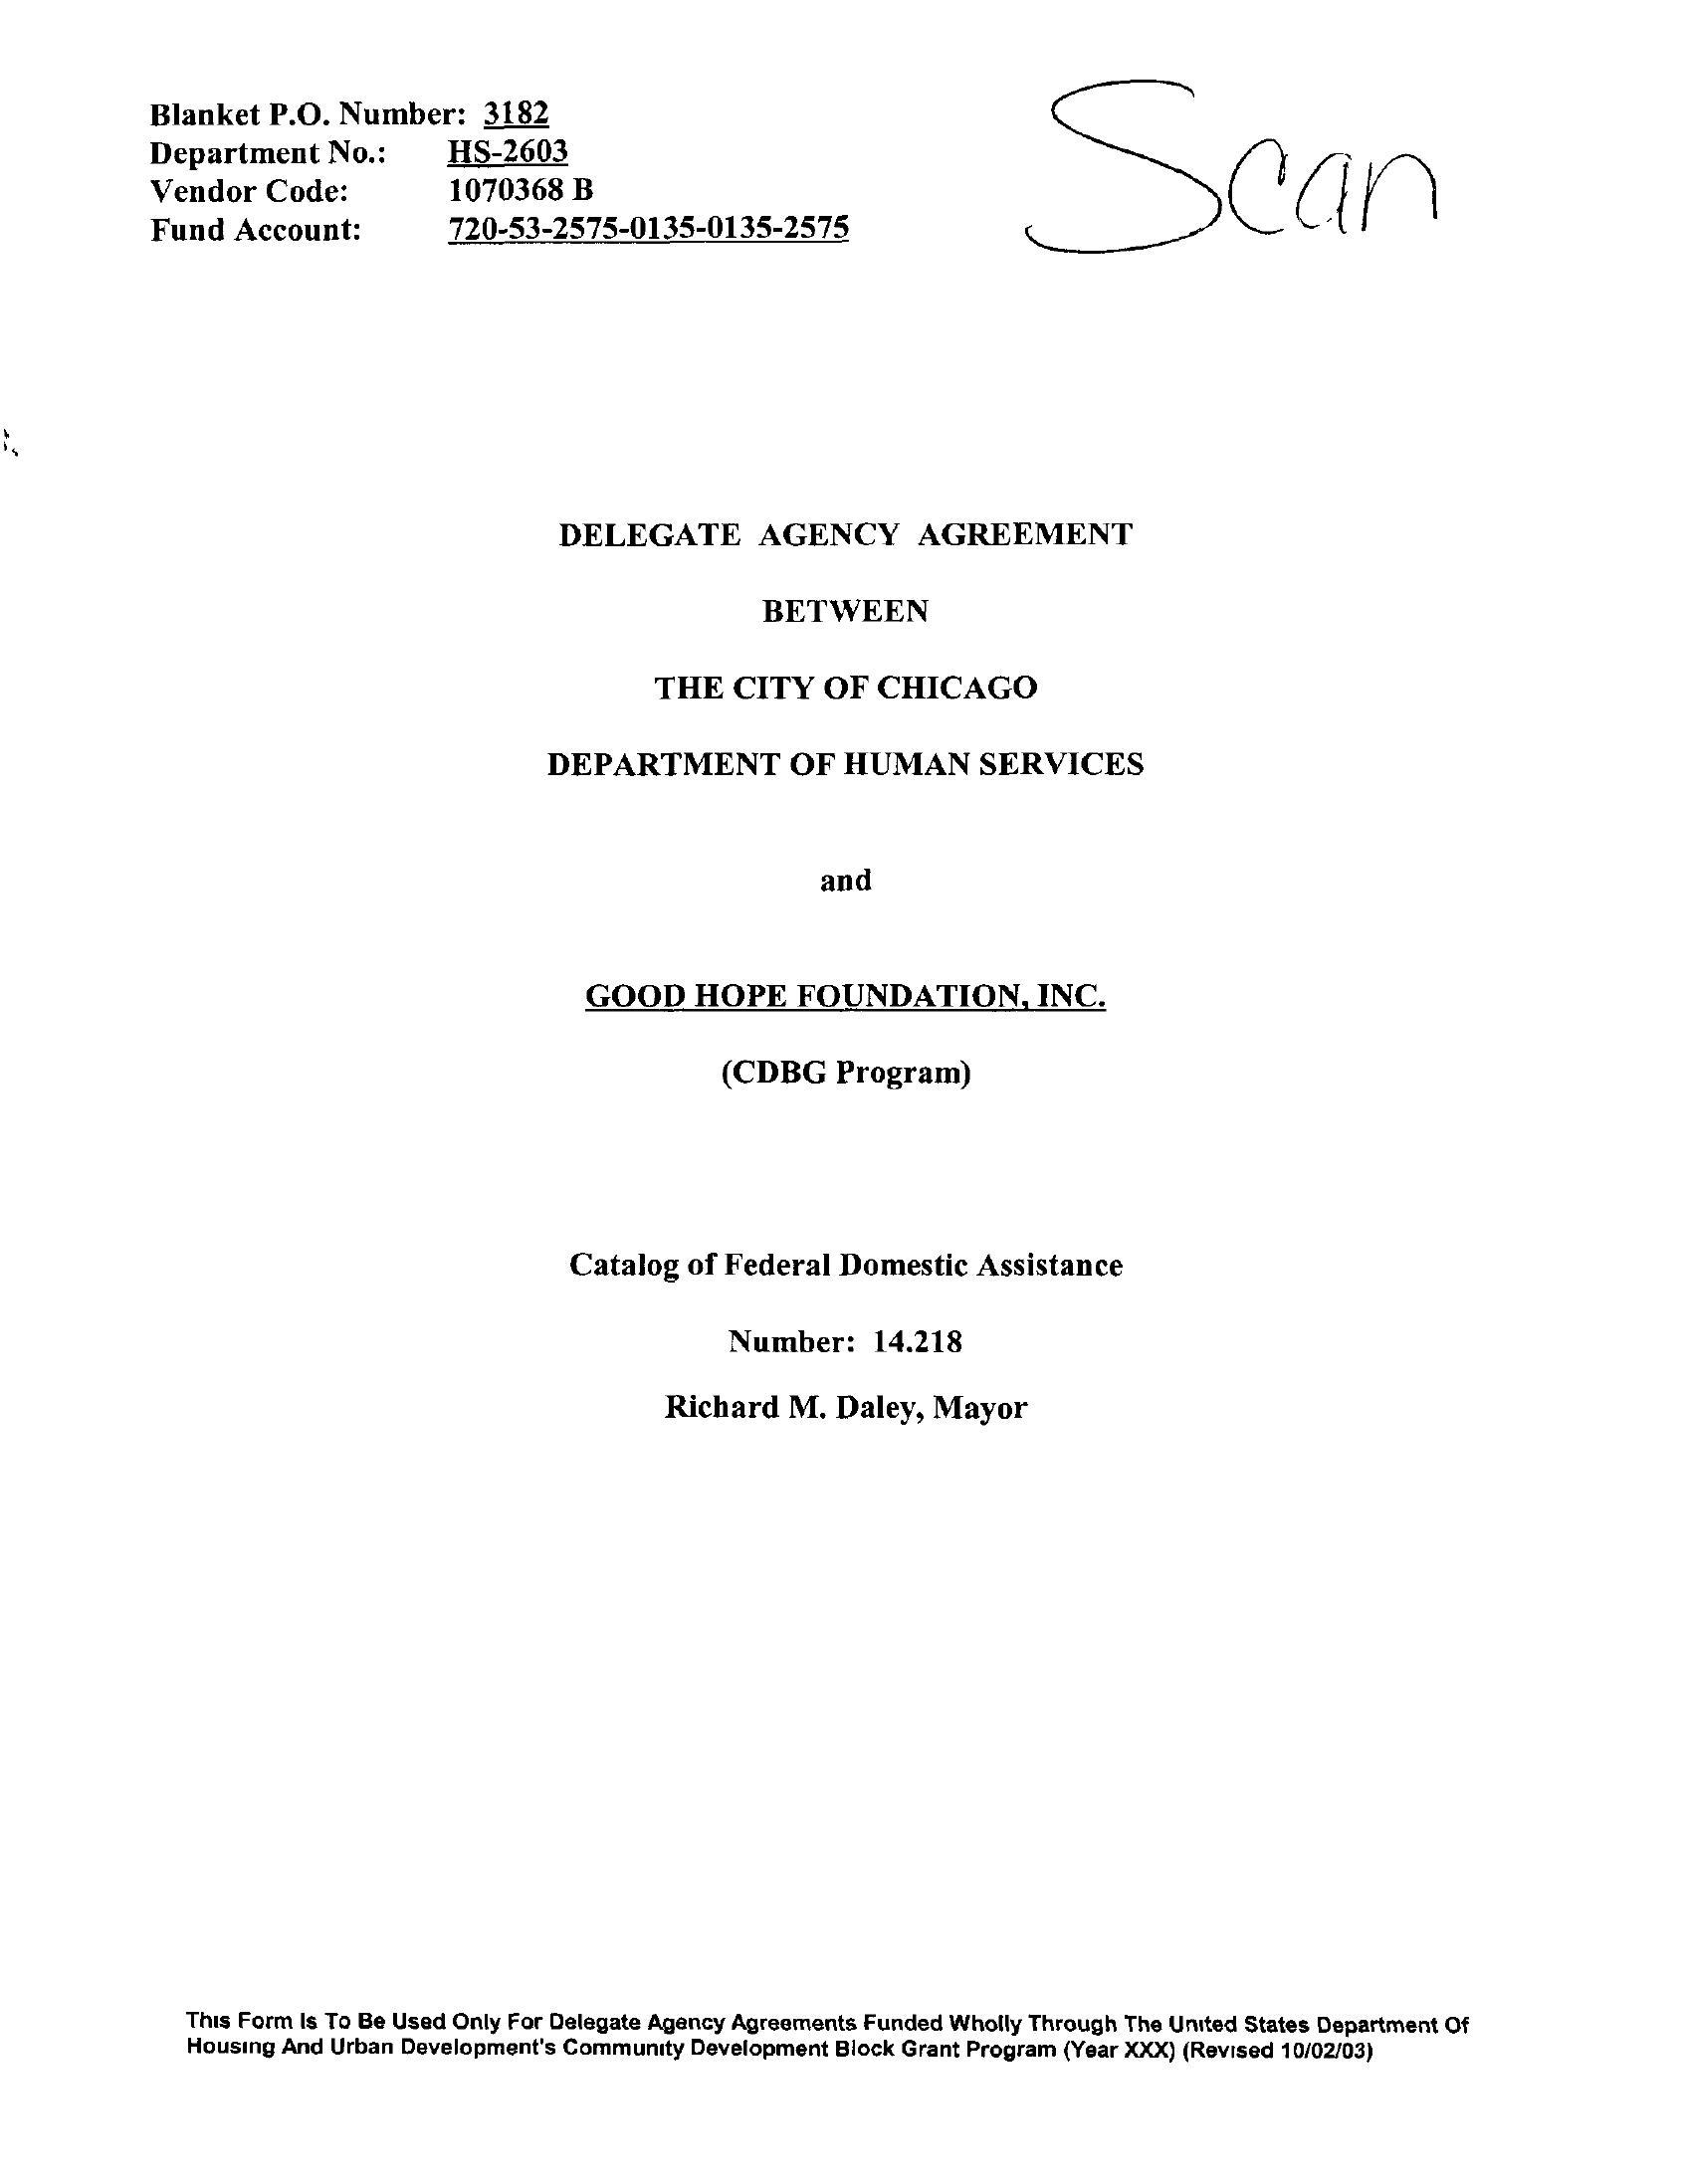 Blanket P.O. Number: 3182
Department No.: HS-2603
Vendor Code: 1070368 B
Fund Account: 720-53-2575-0135-0135-2575
Scan
DELEGATE AGENCY AGREEMENT
BETWEEN
THE CITY OF CHICAGO
DEPARTMENT OF HUMAN SERVICES
and
GOOD HOPE FOUNDATION, INC.
(CDBG Program)
Catalog of Federal Domestic Assistance
Number: 14.218
Richard M. Daley, Mayor
This Form Is To Be Used Only For Delegate Agency Agreements Funded Wholly Through The United States Department Of
Housing And Urban Development's Community Development Block Grant Program (Year XXX) (Revised 10/02/03)